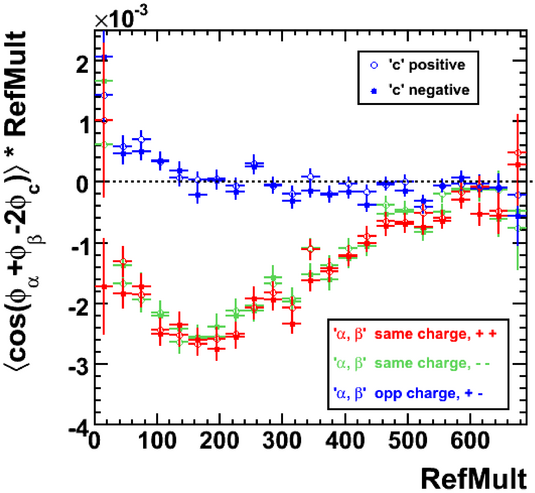 ×10⁻³
⟨cos(ϕα+ϕβ-2ϕc)⟩ * RefMult
2
1
0
-1
-2
-3
-4
'c' positive
'c' negative
'α, β' same charge, + +
'α, β' same charge, - -
'α, β' opp charge, + -
0 100 200 300 400 500 600
RefMult